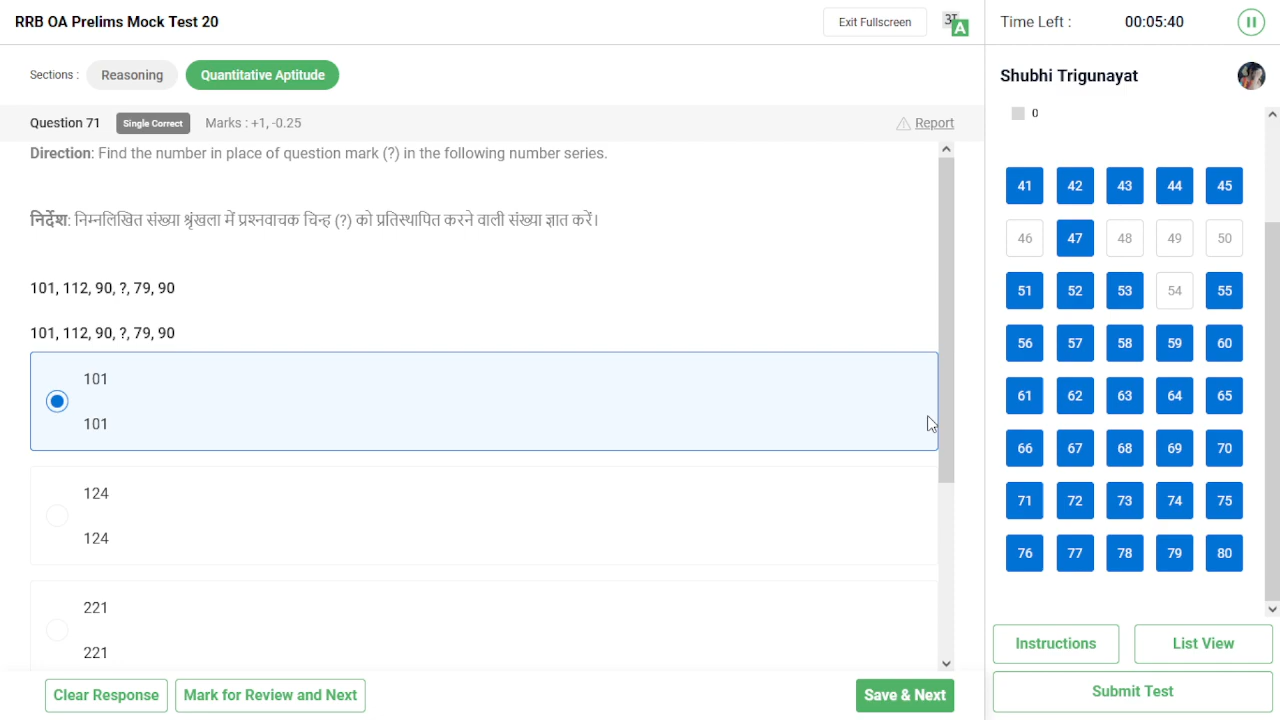 RRB OA Prelims Mock Test 20
Exit Fullscreen
A
Time Left :
00:05:40
Sections :
Reasoning
Quantitative Aptitude
Shubhi Trigunayat
Question 71
Single Correct
Marks : +1, -0.25
Report
0
Direction: Find the number in place of question mark (?) in the following number series.
निर्देश: निम्नलिखित संख्या श्रृंखला में प्रश्नवाचक चिन्ह (?) को प्रतिस्थापित करने वाली संख्या ज्ञात करें।
101, 112, 90, ?, 79, 90
101, 112, 90, ?, 79, 90
101
101
124
124
221
221
41 42 43 44 45
46 47 48 49 50
51 52 53 54 55
56 57 58 59 60
61 62 63 64 65
66 67 68 69 70
71 72 73 74 75
76 77 78 79 80
Instructions
List View
Clear Response
Mark for Review and Next
Save & Next
Submit Test